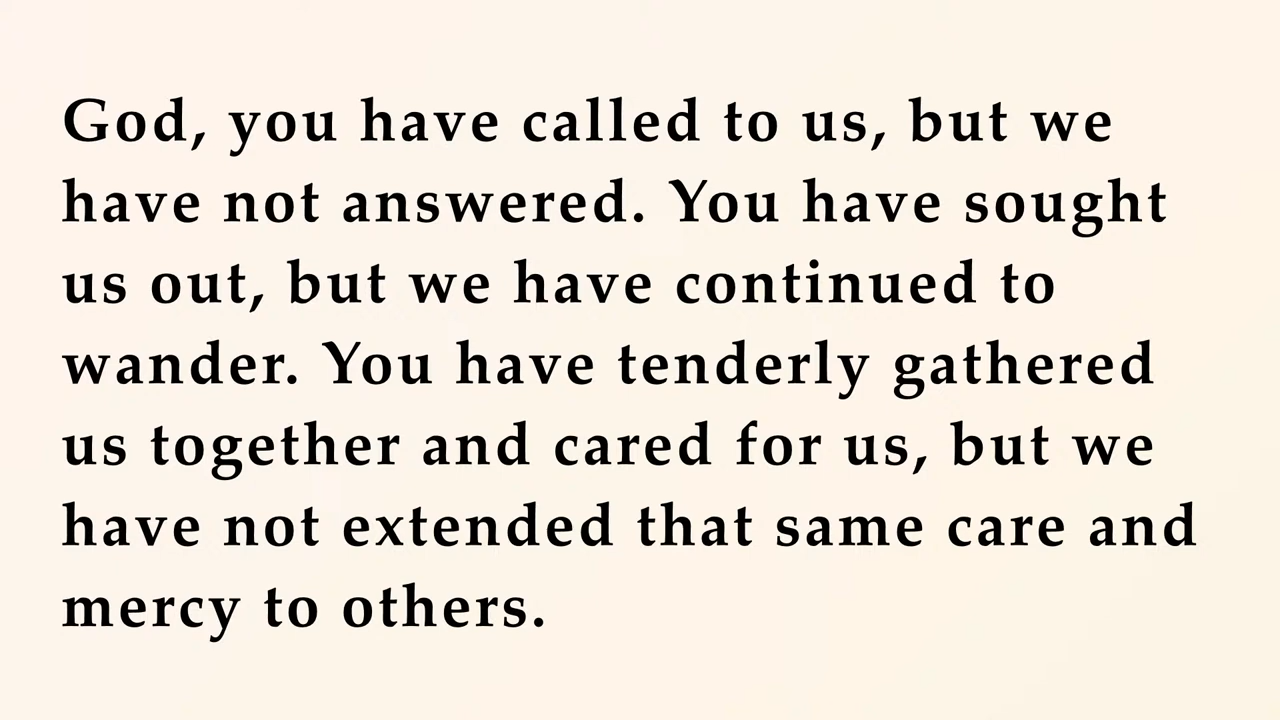 God, you have called to us, but we
have not answered. You have sought
us out, but we have continued to
wander. You have tenderly gathered
us together and cared for us, but we
have not extended that same care and
mercy to others.